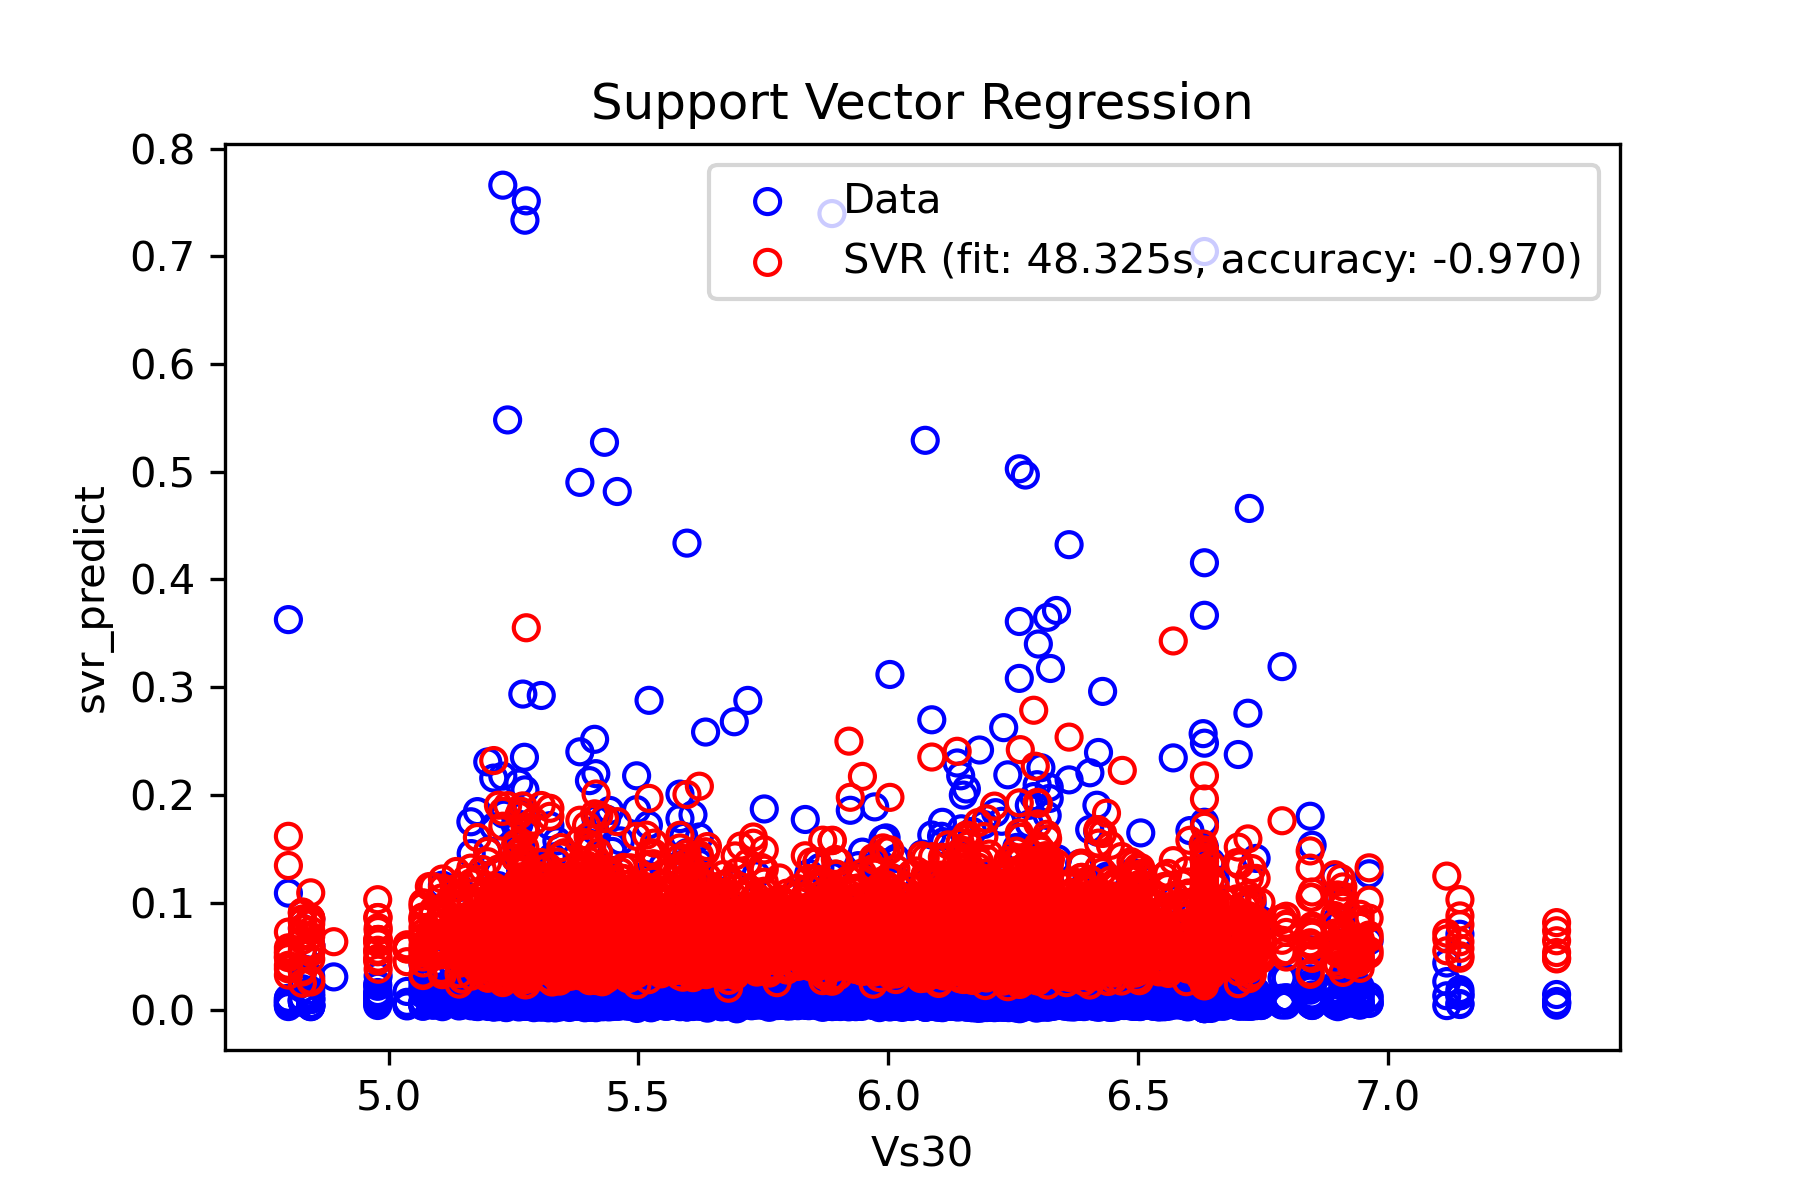 Support Vector Regression
Data
SVR (fit: 48.325s, accuracy: -0.970)
svr_predict
0.8
0.7
0.6
0.5
0.4
0.3
0.2
0.1
0.0
5.0 5.5 6.0 6.5 7.0
Vs30